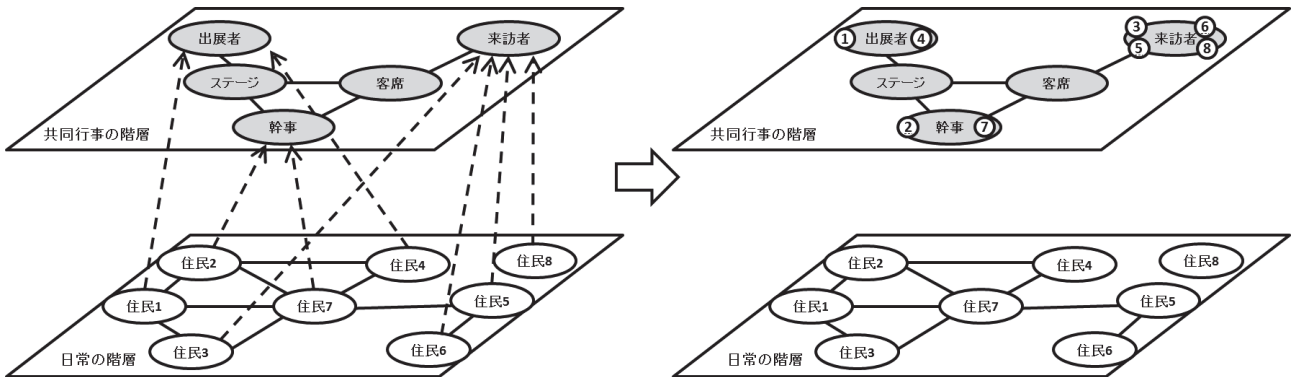 出展者
来訪者
ステージ
客席
幹事
共同行事の階層
住民2
住民4
住民8
住民1
住民7
住民5
住民3
住民6
日常の階層
1
出展者
4
3
来訪者
6
5
8
ステージ
客席
2
幹事
7
共同行事の階層
住民2
住民4
住民8
住民1
住民7
住民5
住民3
住民6
日常の階層